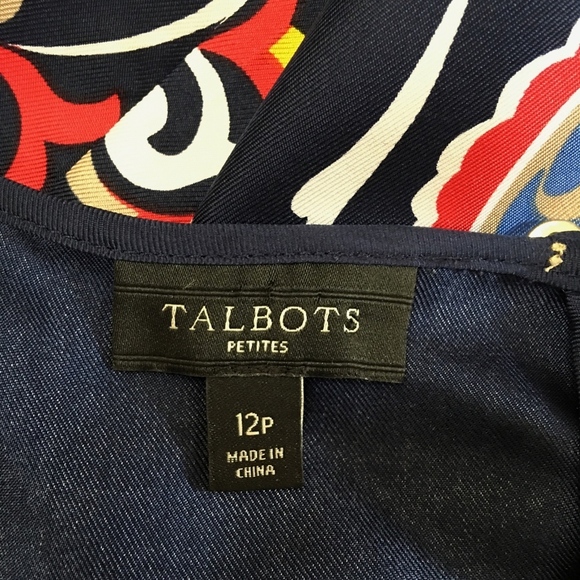 TALBOTS
PETITES
12P
MADE IN
CHINA